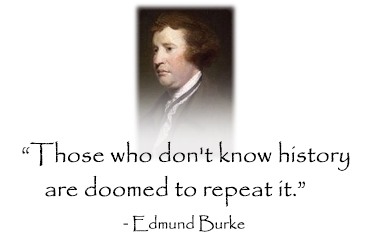 “Those who don't know history
are doomed to repeat it.”
- Edmund Burke